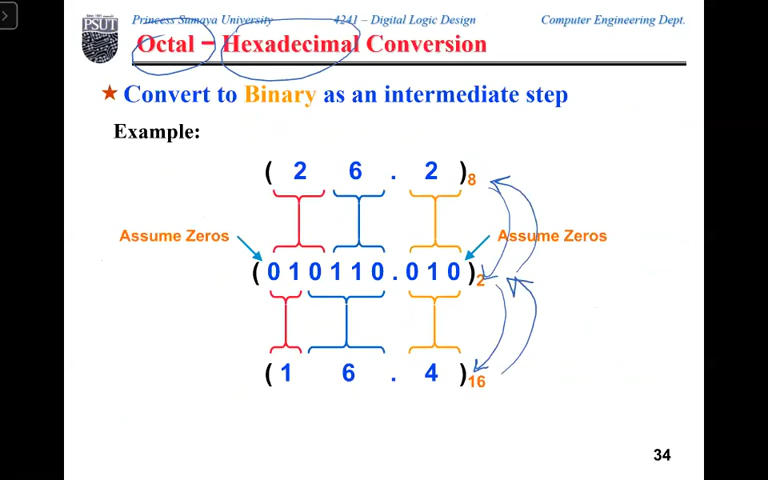 Princess Sumaya University 4241 – Digital Logic Design Computer Engineering Dept.
PSUT
Octal – Hexadecimal Conversion
★ Convert to Binary as an intermediate step
Example:
( 2 6 . 2 )8
Assume Zeros Assume Zeros
( 0 1 0 1 1 0 . 0 1 0 )2
( 1 6 . 4 )16
34